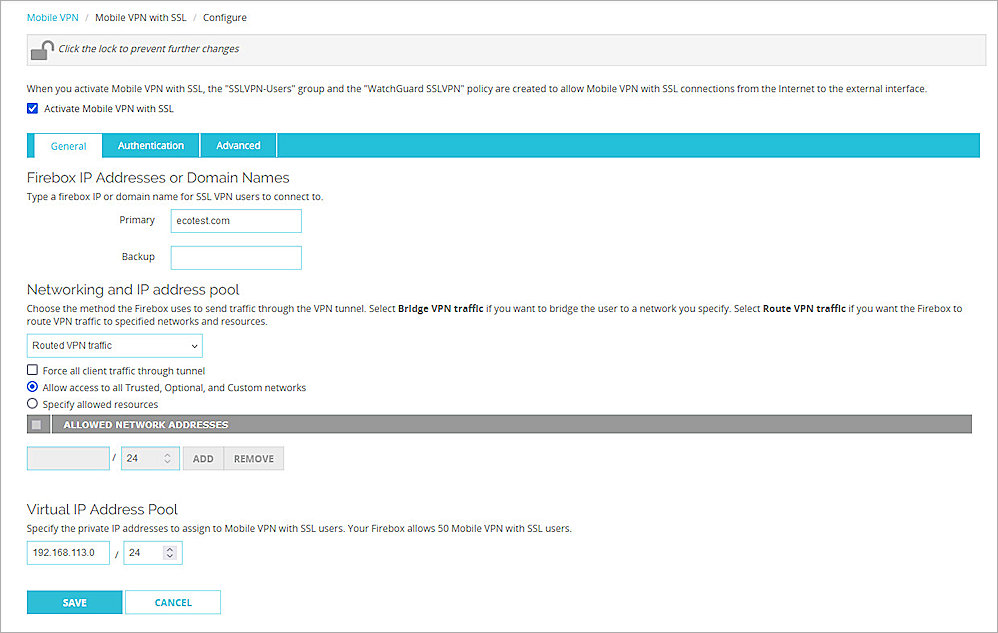 Mobile VPN / Mobile VPN with SSL / Configure
Click the lock to prevent further changes
When you activate Mobile VPN with SSL, the "SSLVPN-Users" group and the "WatchGuard SSLVPN" policy are created to allow Mobile VPN with SSL connections from the Internet to the external interface.
Activate Mobile VPN with SSL
General Authentication Advanced
Firebox IP Addresses or Domain Names
Type a firebox IP or domain name for SSL VPN users to connect to.
Primary ecotest.com
Backup
Networking and IP address pool
Choose the method the Firebox uses to send traffic through the VPN tunnel. Select Bridge VPN traffic if you want to bridge the user to a network you specify. Select Route VPN traffic if you want the Firebox to
route VPN traffic to specified networks and resources.
Routed VPN traffic
Force all client traffic through tunnel
Allow access to all Trusted, Optional, and Custom networks
Specify allowed resources
ALLOWED NETWORK ADDRESSES
/ 24 ADD REMOVE
Virtual IP Address Pool
Specify the private IP addresses to assign to Mobile VPN with SSL users. Your Firebox allows 50 Mobile VPN with SSL users.
192.168.113.0 / 24
SAVE CANCEL